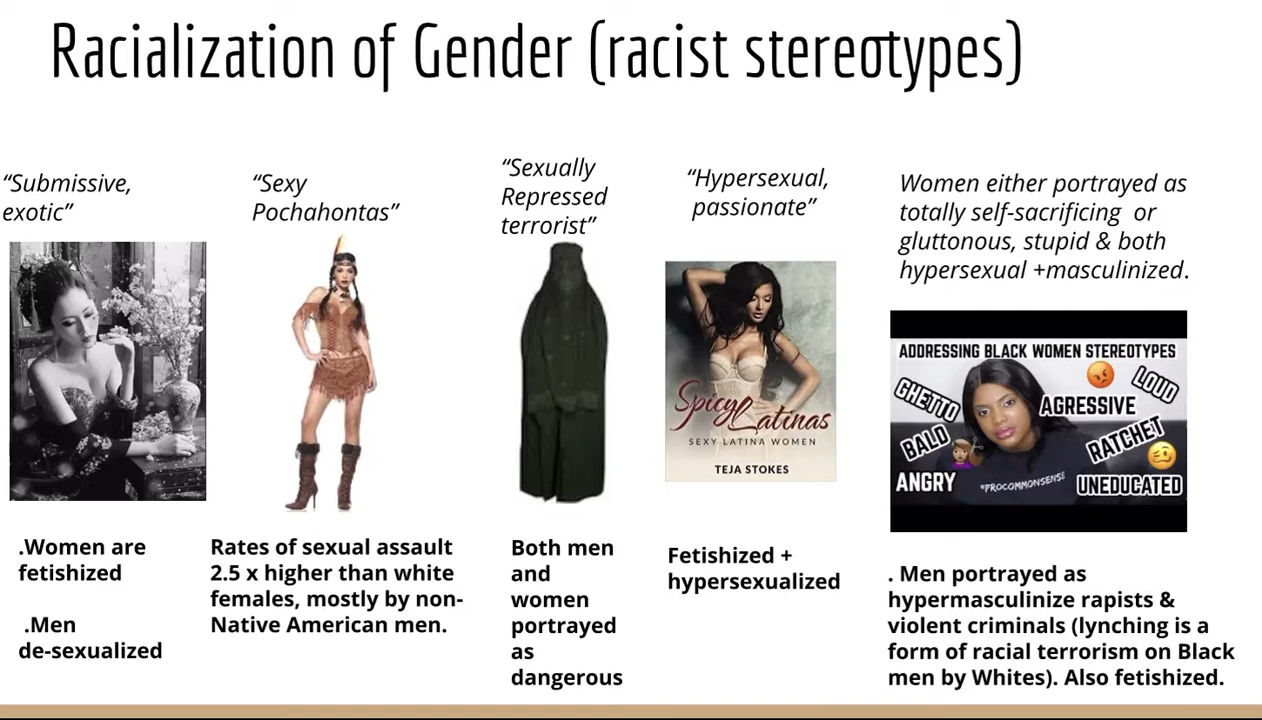 Racialization of Gender (racist stereotypes)
“Submissive,
exotic”
“Sexy
Pochahontas”
“Sexually
Repressed
terrorist”
“Hypersexual,
passionate”
Women either portrayed as
totally self-sacrificing or
gluttonous, stupid & both
hypersexual +masculinized.
Spicy Latinas
SEXY LATINA WOMEN
TEJA STOKES
ADDRESSING BLACK WOMEN STEREOTYPES
GHETTO
LOUD
AGRESSIVE
BALD
RATCHET
ANGRY
*PROCOMMONSENSE
UNEDUCATED
.Women are
fetishized
.Men
de-sexualized
Rates of sexual assault
2.5 x higher than white
females, mostly by non-
Native American men.
Both men
and
women
portrayed
as
dangerous
Fetishized +
hypersexualized
. Men portrayed as
hypermasculinize rapists &
violent criminals (lynching is a
form of racial terrorism on Black
men by Whites). Also fetishized.